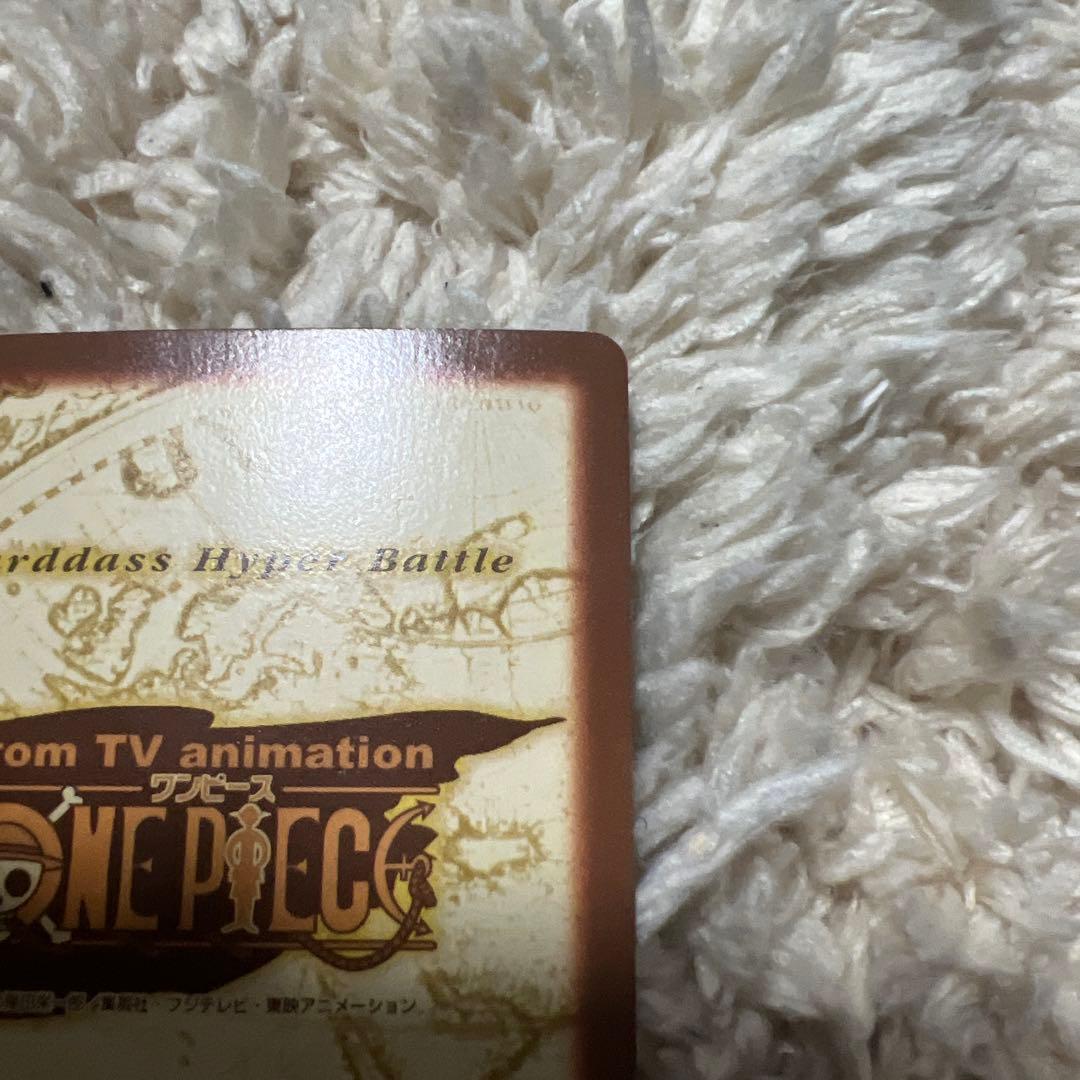 arddass Hyper Battle
rom TV animation
ワンピース
ONE PIECE
集英社・フジテレビ・東映アニメーション